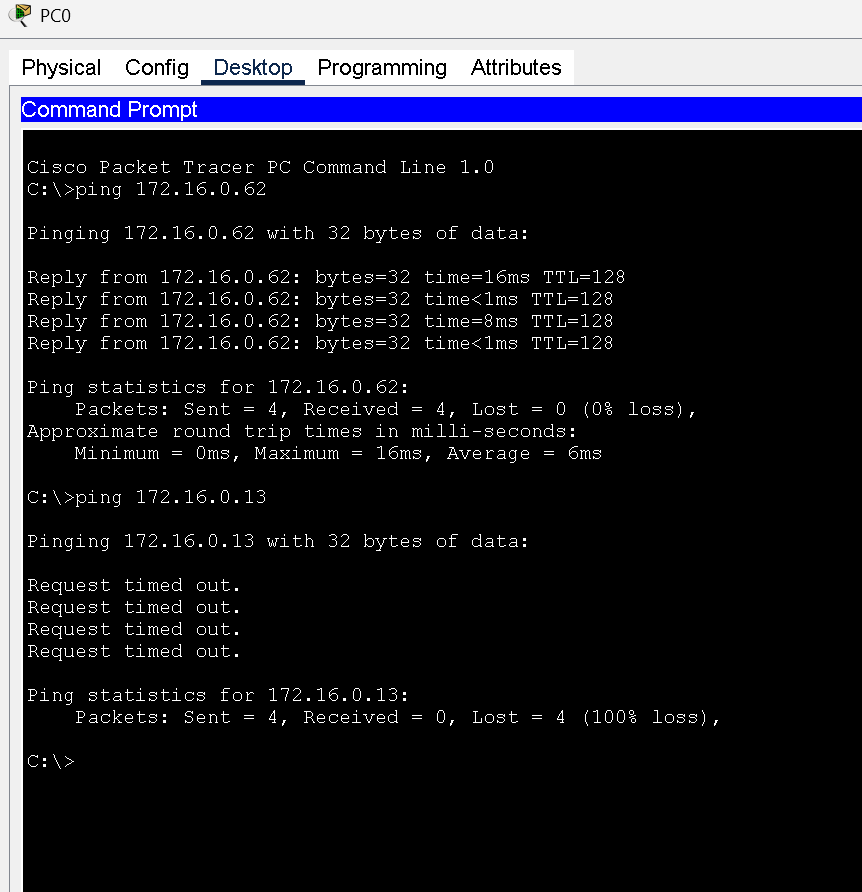 PC0
Physical Config Desktop Programming Attributes
Command Prompt
Cisco Packet Tracer PC Command Line 1.0
C:\>ping 172.16.0.62
Pinging 172.16.0.62 with 32 bytes of data:
Reply from 172.16.0.62: bytes=32 time=16ms TTL=128
Reply from 172.16.0.62: bytes=32 time<1ms TTL=128
Reply from 172.16.0.62: bytes=32 time=8ms TTL=128
Reply from 172.16.0.62: bytes=32 time<1ms TTL=128
Ping statistics for 172.16.0.62:
Packets: Sent = 4, Received = 4, Lost = 0 (0% loss),
Approximate round trip times in milli-seconds:
Minimum = 0ms, Maximum = 16ms, Average = 6ms
C:\>ping 172.16.0.13
Pinging 172.16.0.13 with 32 bytes of data:
Request timed out.
Request timed out.
Request timed out.
Request timed out.
Ping statistics for 172.16.0.13:
Packets: Sent = 4, Received = 0, Lost = 4 (100% loss),
C:\>